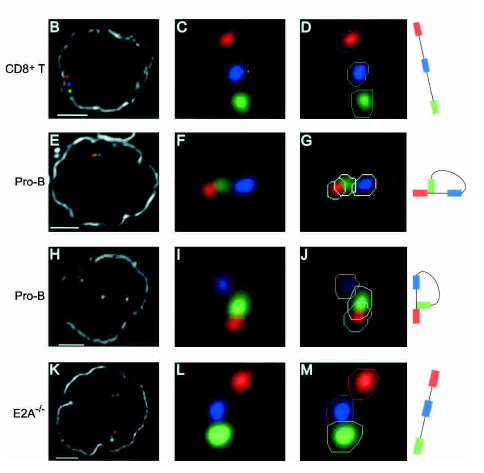 B C D
CD8+ T
E F G
Pro-B
H I J
Pro-B
K L M
E2A-/-